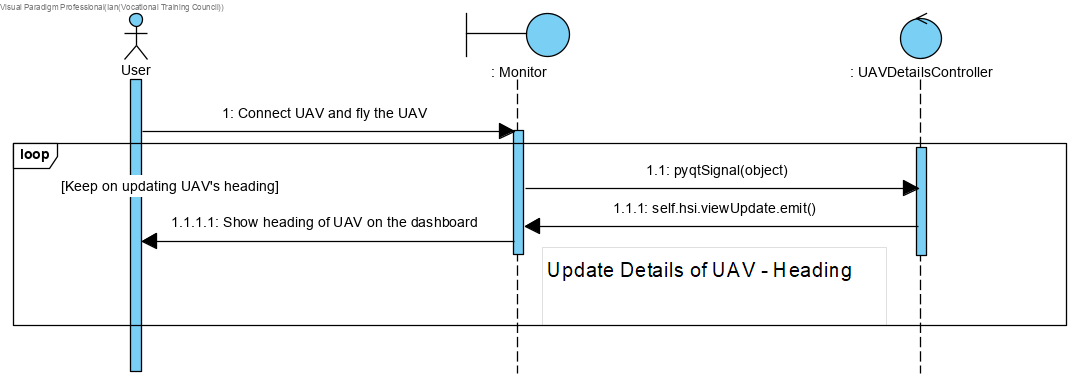 Visual Paradigm Professional(Ian(Vocational Training Council))
User
: Monitor
: UAVDetailsController
1: Connect UAV and fly the UAV
loop
1.1: pyqtSignal(object)
[Keep on updating UAV's heading]
1.1.1: self.hsi.viewUpdate.emit()
1.1.1.1: Show heading of UAV on the dashboard
Update Details of UAV - Heading